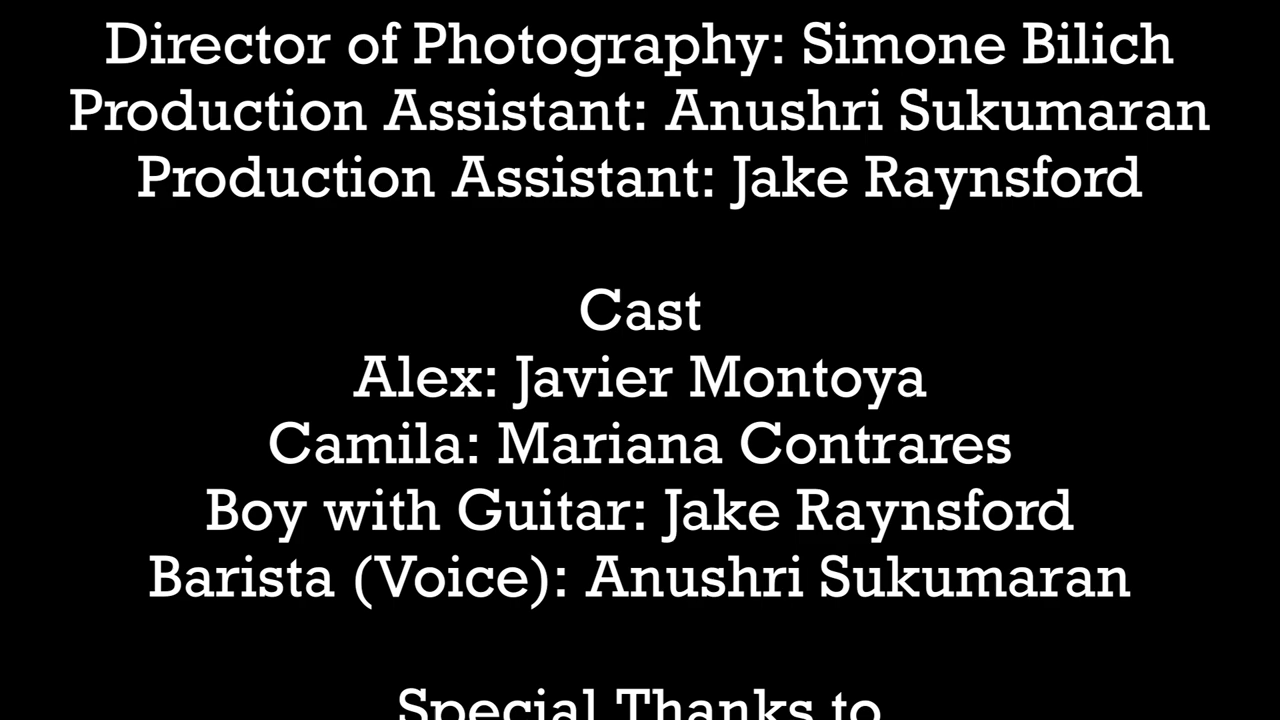 Director of Photography: Simone Bilich
Production Assistant: Anushri Sukumaran
Production Assistant: Jake Raynsford
Cast
Alex: Javier Montoya
Camila: Mariana Contrares
Boy with Guitar: Jake Raynsford
Barista (Voice): Anushri Sukumaran
Special Thanks to